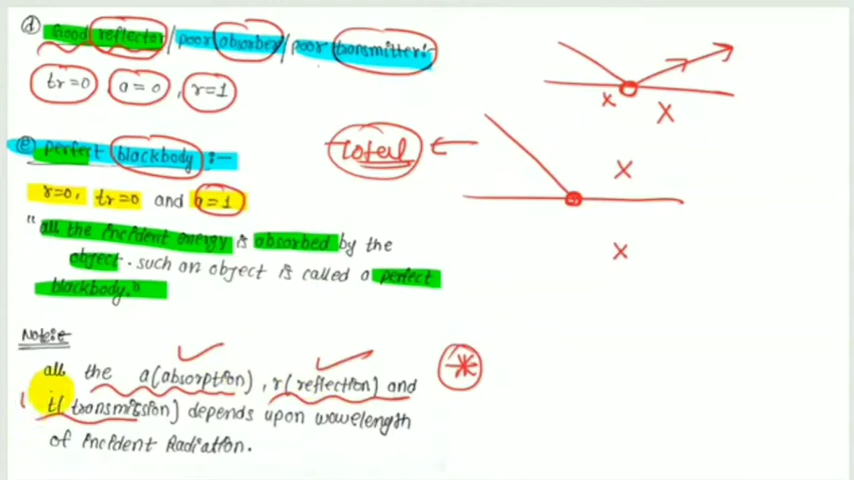 d) Good reflector/poor absorber/poor transmitter:-
tr=0, a=0, r=1
e) perfect blackbody:-
total
r=0, tr=0 and a=1
"all the incident energy is absorbed by the
object. such an object is called a perfect
blackbody."
Note:-
all the a(absorption), r(reflection) and
t(transmission) depends upon wavelength
of incident Radiation.